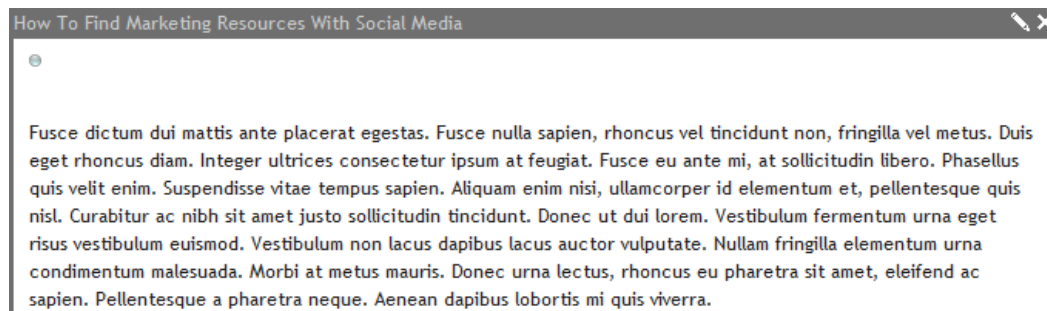 How To Find Marketing Resources With Social Media
Fusce dictum dui mattis ante placerat egestas. Fusce nulla sapien, rhoncus vel tincidunt non, fringilla vel metus. Duis
eget rhoncus diam. Integer ultrices consectetur ipsum at feugiat. Fusce eu ante mi, at sollicitudin libero. Phasellus
quis velit enim. Suspendisse vitae tempus sapien. Aliquam enim nisi, ullamcorper id elementum et, pellentesque quis
nisl. Curabitur ac nibh sit amet justo sollicitudin tincidunt. Donec ut dui lorem. Vestibulum fermentum urna eget
risus vestibulum euismod. Vestibulum non lacus dapibus lacus auctor vulputate. Nullam fringilla elementum urna
condimentum malesuada. Morbi at metus mauris. Donec urna lectus, rhoncus eu pharetra sit amet, eleifend ac
sapien. Pellentesque a pharetra neque. Aenean dapibus lobortis mi quis viverra.